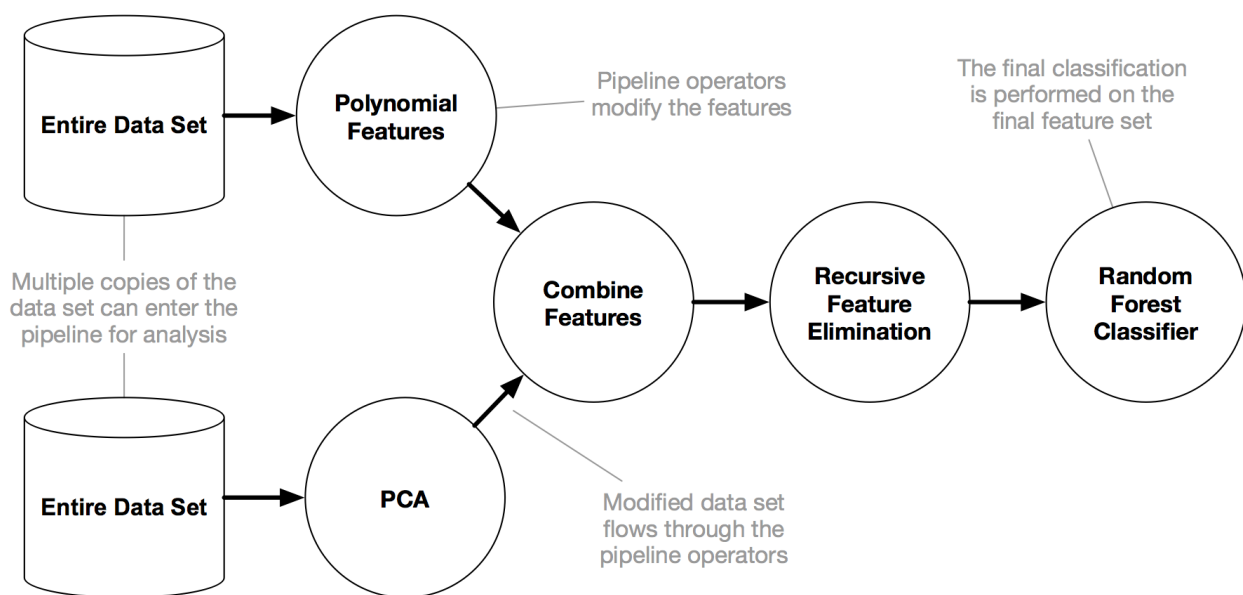 Entire Data Set
Polynomial
Features
Pipeline operators
modify the features
The final classification
is performed on the
final feature set
Multiple copies of the
data set can enter the
pipeline for analysis
Combine
Features
Recursive
Feature
Elimination
Random
Forest
Classifier
Entire Data Set
PCA
Modified data set
flows through the
pipeline operators